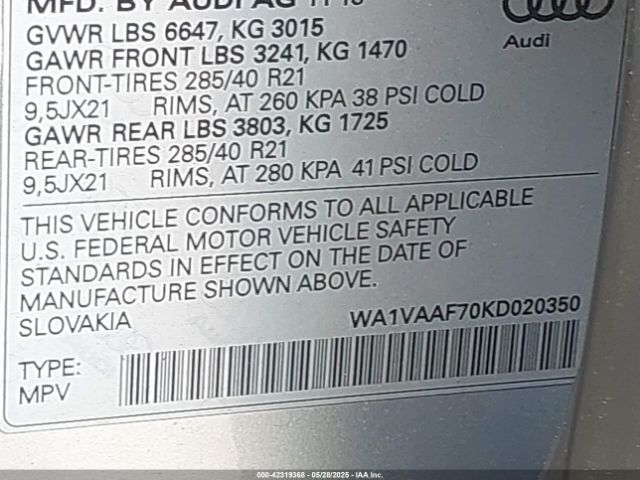 MFD. BY AUDI AG
Audi
GVWR LBS 6647, KG 3015
GAWR FRONT LBS 3241, KG 1470
FRONT-TIRES 285/40 R21
9,5JX21 RIMS, AT 260 KPA 38 PSI COLD
GAWR REAR LBS 3803, KG 1725
REAR-TIRES 285/40 R21
9,5JX21 RIMS, AT 280 KPA 41 PSI COLD
THIS VEHICLE CONFORMS TO ALL APPLICABLE
U.S. FEDERAL MOTOR VEHICLE SAFETY
STANDARDS IN EFFECT ON THE DATE OF
MANUFACTURE SHOWN ABOVE.
SLOVAKIA WA1VAAF70KD020350
TYPE:
MPV
000-42319368 - 05/28/2025 - IAA Inc.